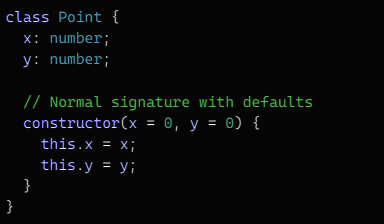 class Point {
  x: number;
  y: number;

  // Normal signature with defaults
  constructor(x = 0, y = 0) {
    this.x = x;
    this.y = y;
  }
}